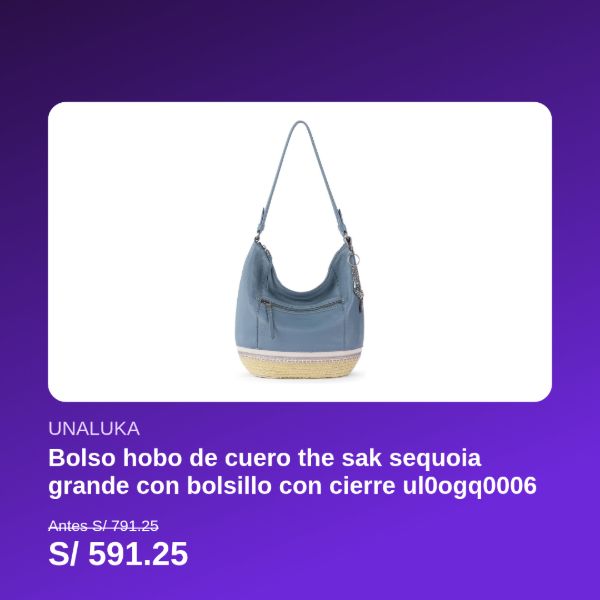 UNALUKA
Bolso hobo de cuero the sak sequoia
grande con bolsillo con cierre ul0ogq0006
Antes S/ 791.25
S/ 591.25